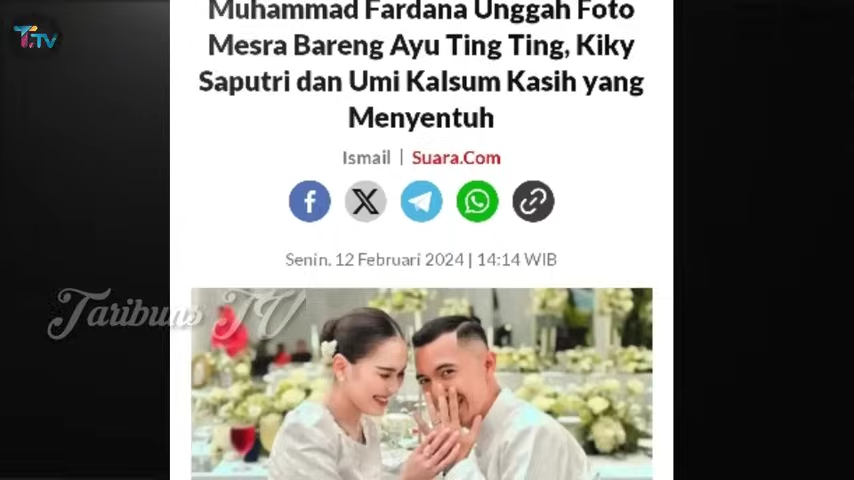 T.TV
Muhammad Fardana Unggah Foto
Mesra Bareng Ayu Ting Ting, Kiky
Saputri dan Umi Kalsum Kasih yang
Menyentuh
Ismail | Suara.Com
Senin, 12 Februari 2024 | 14:14 WIB
Taribuns TV